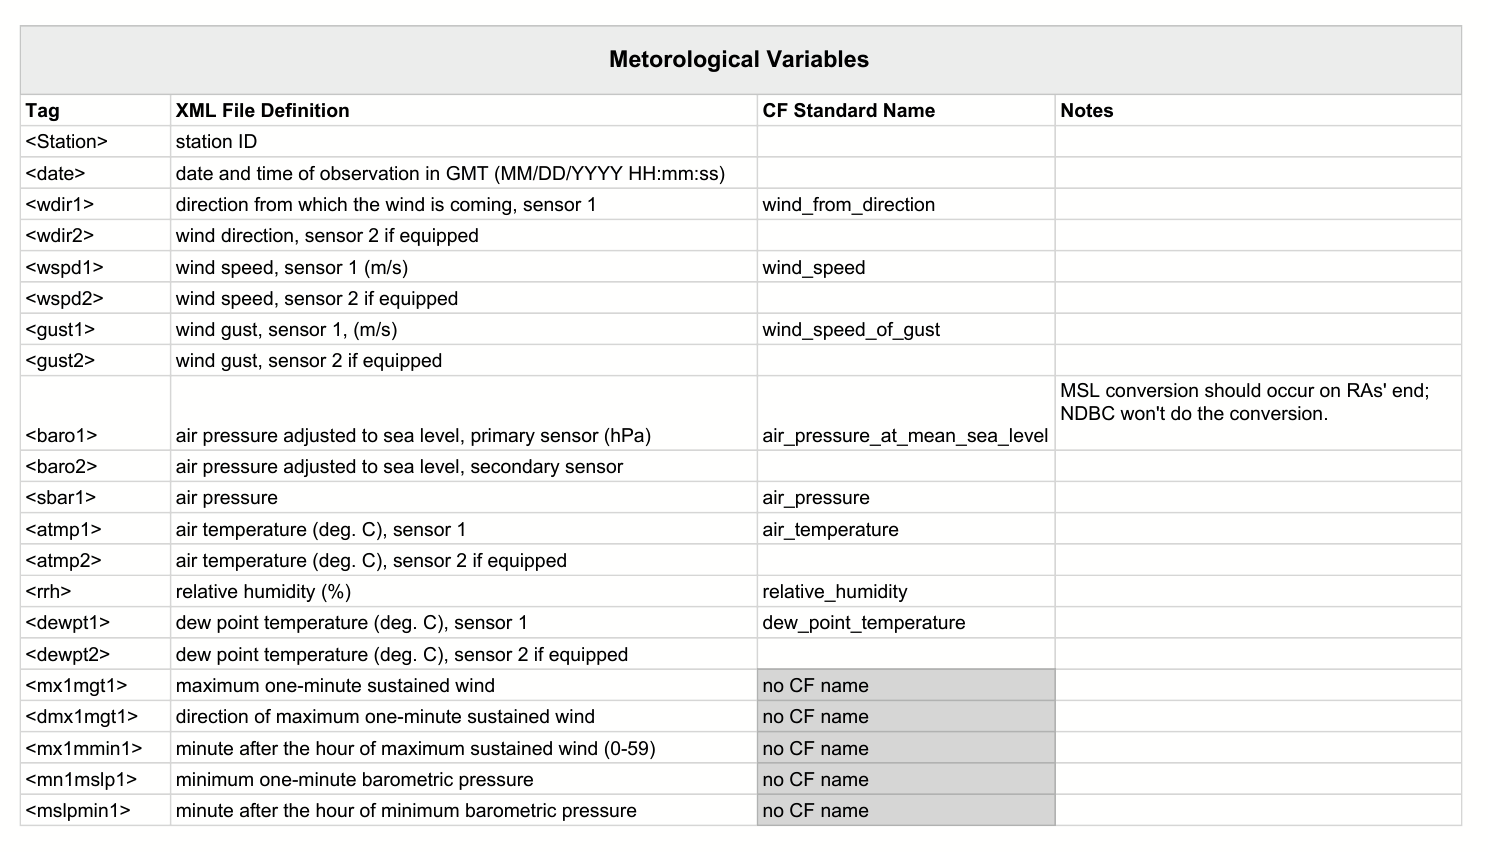 Metorological Variables
Tag XML File Definition CF Standard Name Notes
<Station> station ID
<date> date and time of observation in GMT (MM/DD/YYYY HH:mm:ss)
<wdir1> direction from which the wind is coming, sensor 1 wind_from_direction
<wdir2> wind direction, sensor 2 if equipped
<wspd1> wind speed, sensor 1 (m/s) wind_speed
<wspd2> wind speed, sensor 2 if equipped
<gust1> wind gust, sensor 1, (m/s) wind_speed_of_gust
<gust2> wind gust, sensor 2 if equipped
MSL conversion should occur on RAs' end;
NDBC won't do the conversion.
<baro1> air pressure adjusted to sea level, primary sensor (hPa) air_pressure_at_mean_sea_level
<baro2> air pressure adjusted to sea level, secondary sensor
<sbar1> air pressure air_pressure
<atmp1> air temperature (deg. C), sensor 1 air_temperature
<atmp2> air temperature (deg. C), sensor 2 if equipped
<rrh> relative humidity (%) relative_humidity
<dewpt1> dew point temperature (deg. C), sensor 1 dew_point_temperature
<dewpt2> dew point temperature (deg. C), sensor 2 if equipped
<mx1mgt1> maximum one-minute sustained wind no CF name
<dmx1mgt1> direction of maximum one-minute sustained wind no CF name
<mx1mmin1> minute after the hour of maximum sustained wind (0-59) no CF name
<mn1mslp1> minimum one-minute barometric pressure no CF name
<mslpmin1> minute after the hour of minimum barometric pressure no CF name